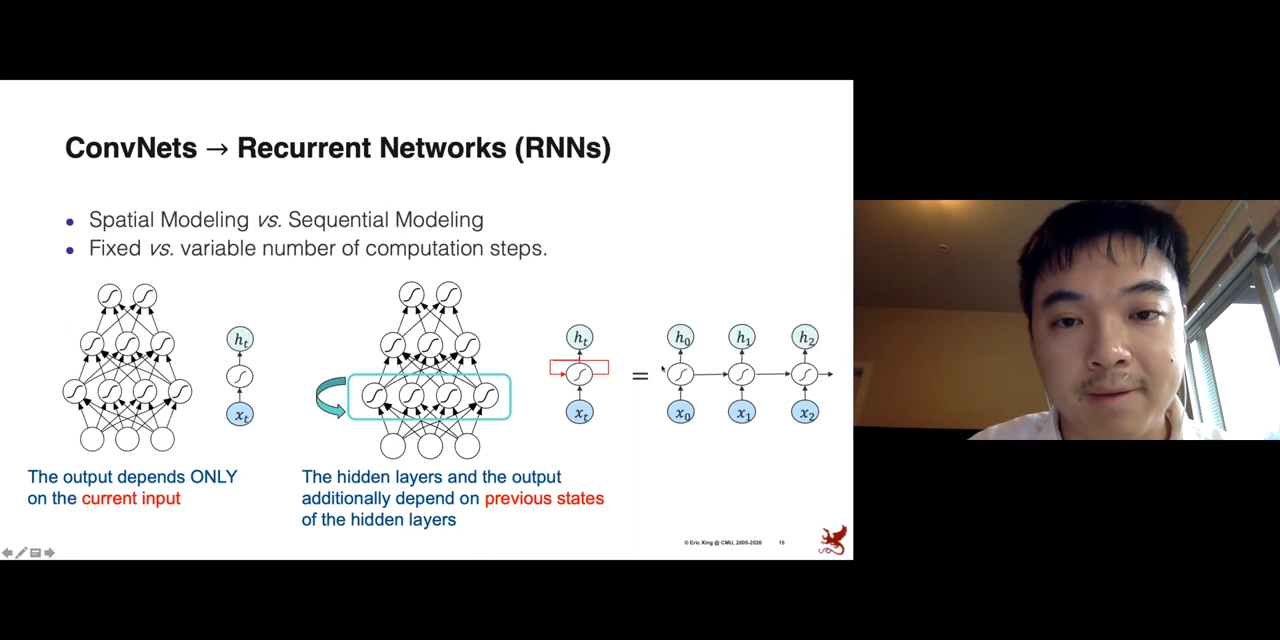 ConvNets → Recurrent Networks (RNNs)
• Spatial Modeling vs. Sequential Modeling
• Fixed vs. variable number of computation steps.
hₜ
xₜ
hₜ
xₜ
=
h₀ h₁ h₂
x₀ x₁ x₂
The output depends ONLY
on the current input
The hidden layers and the output
additionally depend on previous states
of the hidden layers
© Eric Xing @ CMU, 2005-2020 15